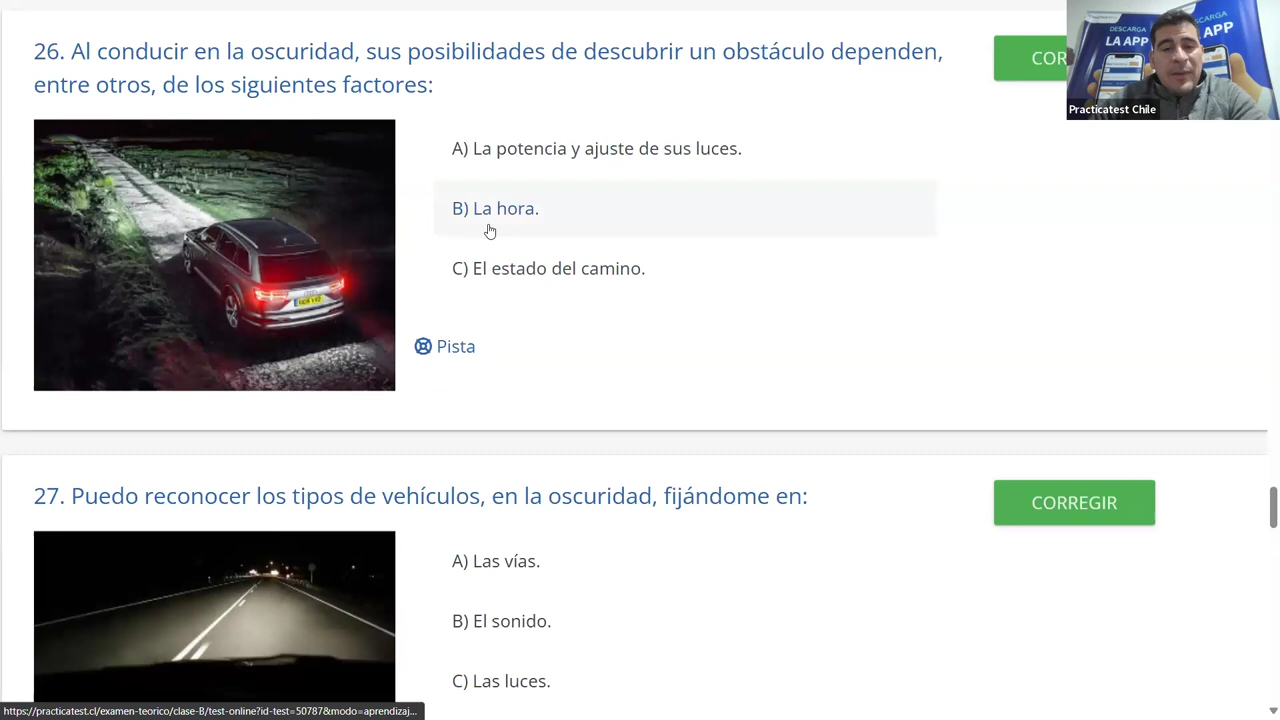 26. Al conducir en la oscuridad, sus posibilidades de descubrir un obstáculo dependen,
entre otros, de los siguientes factores:
COR
DESCARGA
LA APP
DESCARGA
APP
Practicatest Chile
A) La potencia y ajuste de sus luces.
B) La hora.
C) El estado del camino.
Pista
27. Puedo reconocer los tipos de vehículos, en la oscuridad, fijándome en:
CORREGIR
A) Las vías.
B) El sonido.
C) Las luces.
https://practicatest.cl/examen-teorico/clase-B/test-online?id-test=50787&modo=aprendizaj...